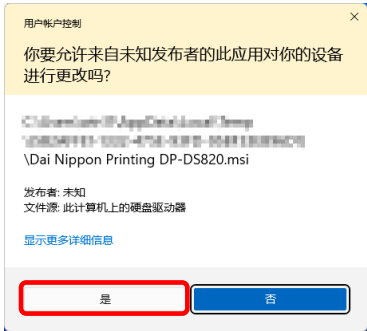 用户帐户控制
你要允许来自未知发布者的此应用对你的设备
进行更改吗?
\Dai Nippon Printing DP-DS820.msi
发布者: 未知
文件源: 此计算机上的硬盘驱动器
显示更多详细信息
是
否